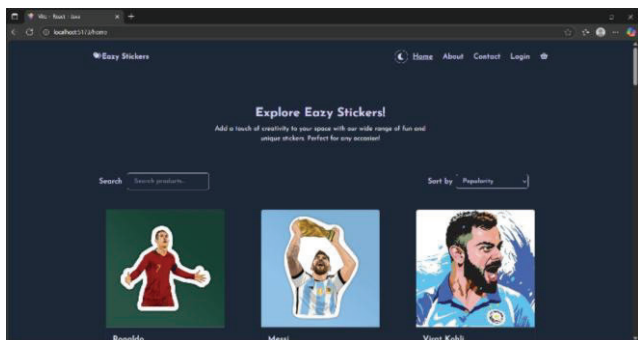 Vite + React + Java
localhost:5173/home
Eazy Stickers
Home About Contact Login
Explore Eazy Stickers!
Add a touch of creativity to your space with our wide range of fun and
unique stickers. Perfect for any occasion!
Search Search products...
Sort by Popularity
7
Ronaldo Messi Virat Kohli